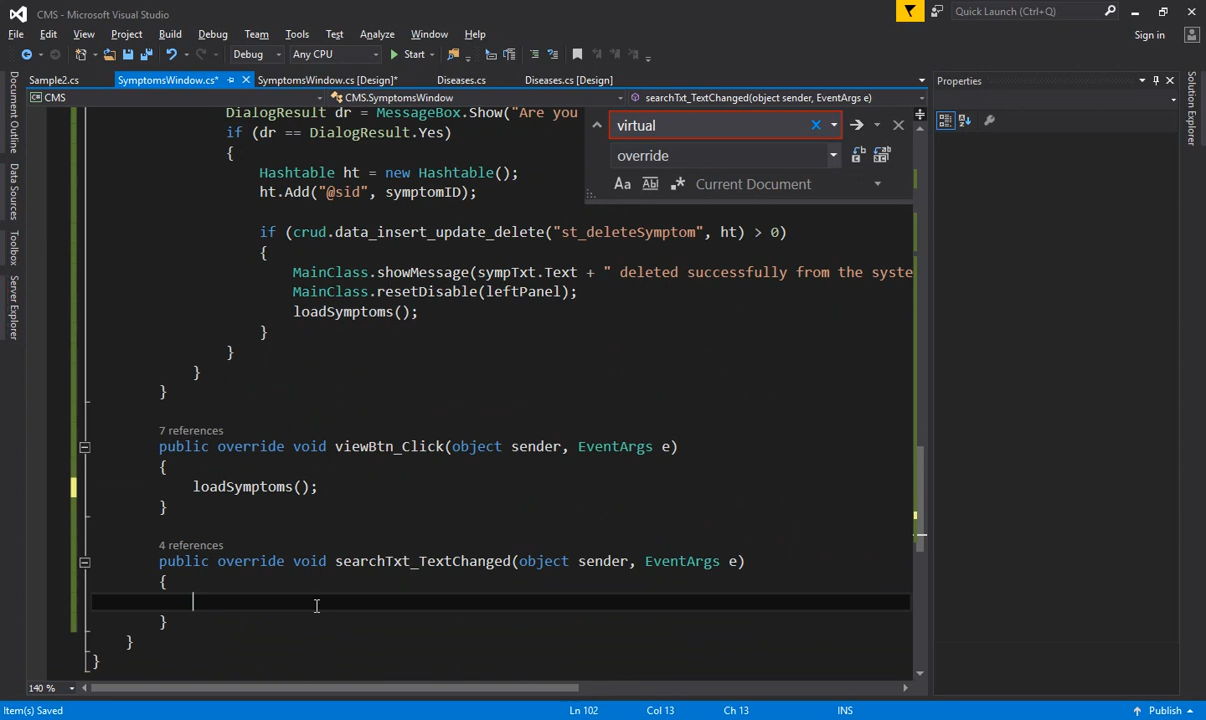 CMS - Microsoft Visual Studio
Quick Launch (Ctrl+Q)
File Edit View Project Build Debug Team Tools Test Analyze Window Help
Sign in
Debug Any CPU Start
Sample2.cs SymptomsWindow.cs* SymptomsWindow.cs [Design]* Diseases.cs Diseases.cs [Design]
Properties
CMS CMS.SymptomsWindow searchTxt_TextChanged(object sender, EventArgs e)
Document Outline
Data Sources
Toolbox
Server Explorer
Solution Explorer
virtual
override
Aa Abl Current Document
DialogResult dr = MessageBox.Show("Are you
if (dr == DialogResult.Yes)
{
Hashtable ht = new Hashtable();
ht.Add("@sid", symptomID);
if (crud.data_insert_update_delete("st_deleteSymptom", ht) > 0)
{
MainClass.showMessage(sympTxt.Text + " deleted successfully from the syste
MainClass.resetDisable(leftPanel);
loadSymptoms();
}
}
}
}
7 references
public override void viewBtn_Click(object sender, EventArgs e)
{
loadSymptoms();
}
4 references
public override void searchTxt_TextChanged(object sender, EventArgs e)
{
}
}
}
140 %
Item(s) Saved Ln 102 Col 13 Ch 13 INS Publish